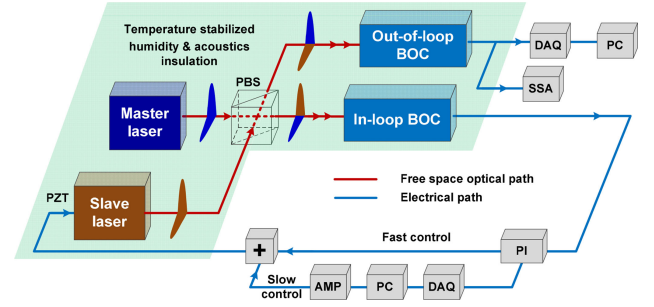 Temperature stabilized
humidity & acoustics
insulation
Out-of-loop
BOC
DAQ
PC
SSA
PBS
Master
laser
In-loop BOC
Free space optical path
Electrical path
PZT
Slave
laser
+
Fast control
PI
Slow
control
AMP
PC
DAQ